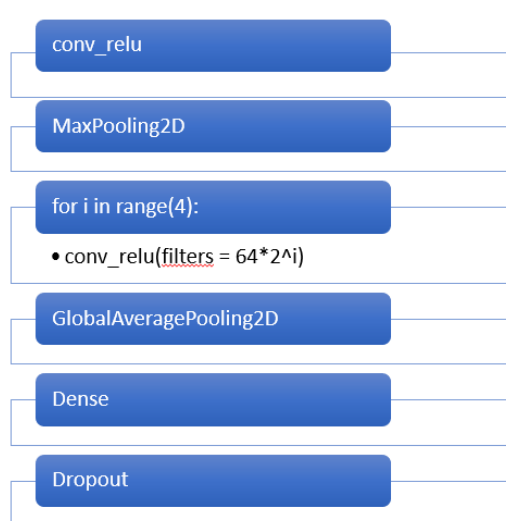 conv_relu
MaxPooling2D
for i in range(4):
• conv_relu(filters = 64*2^i)
GlobalAveragePooling2D
Dense
Dropout